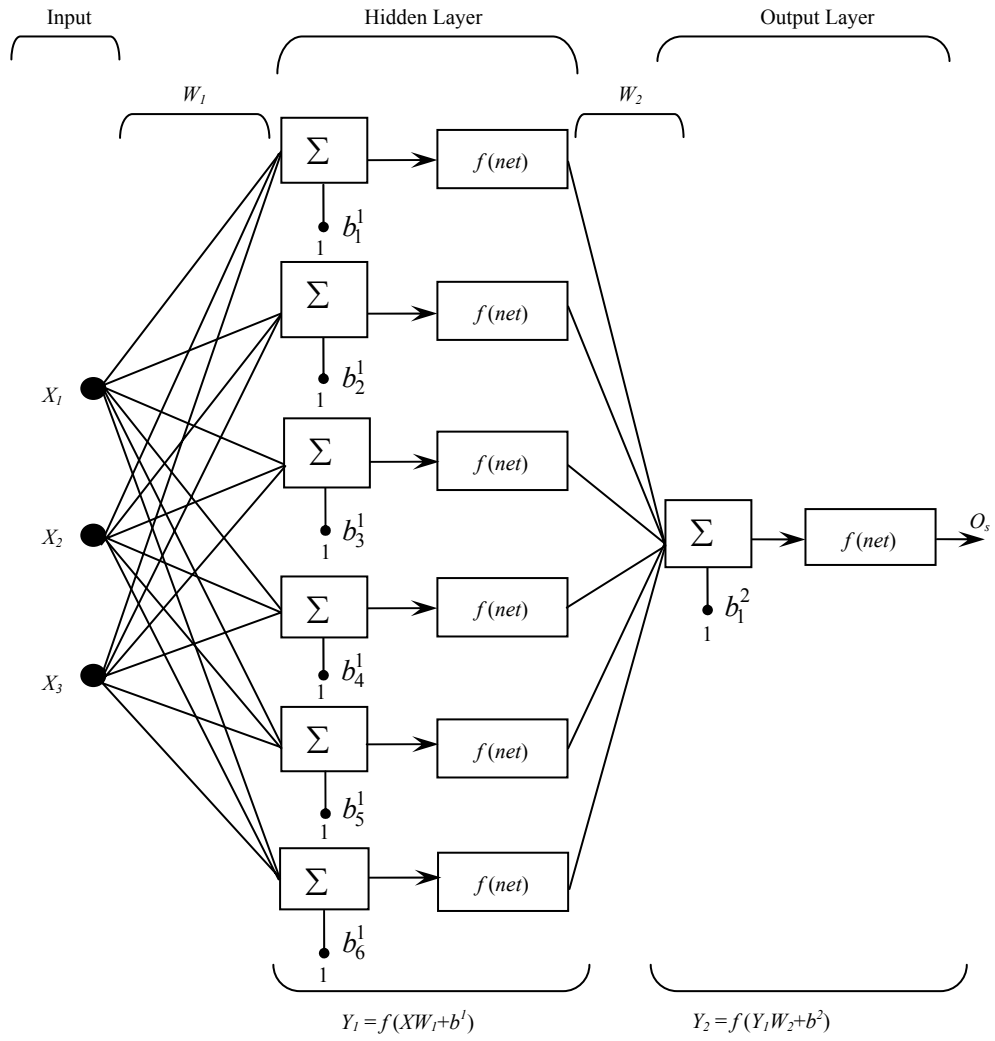 Input
Hidden Layer
Output Layer
W₁
W₂
Σ
f(net)
b₁¹
1
Σ
f(net)
b₂¹
1
X₁
Σ
f(net)
b₃¹
1
X₂
Σ
f(net)
Oₛ
b₁²
1
Σ
f(net)
b₄¹
1
X₃
Σ
f(net)
b₅¹
1
Σ
f(net)
b₆¹
1
Y₁ = f(XW₁+b¹)
Y₂ = f(Y₁W₂+b²)